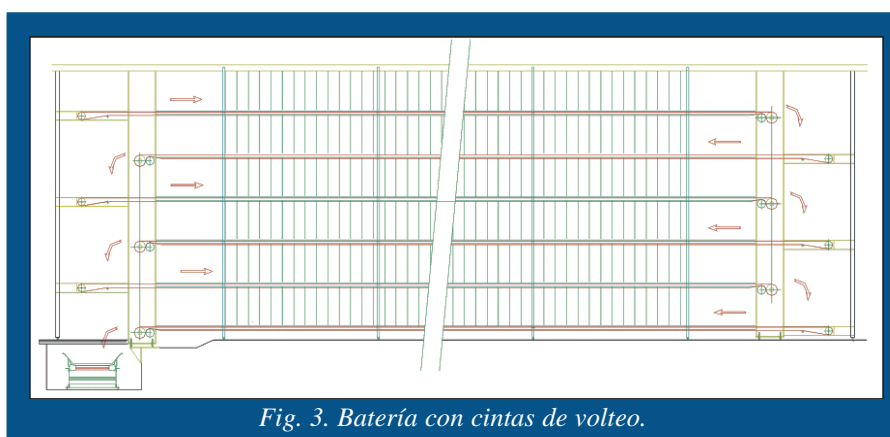 Fig. 3. Batería con cintas de volteo.